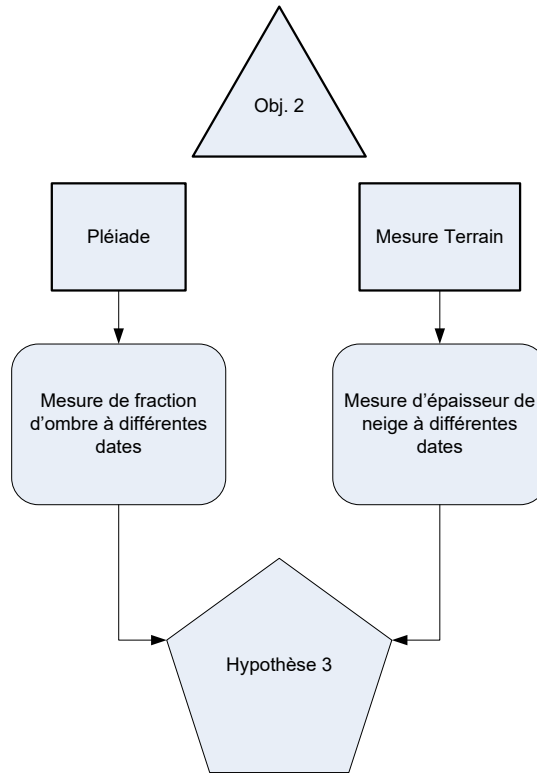 Obj. 2
Pléiade
Mesure Terrain
Mesure de fraction
d'ombre à différentes
dates
Mesure d'épaisseur de
neige à différentes
dates
Hypothèse 3